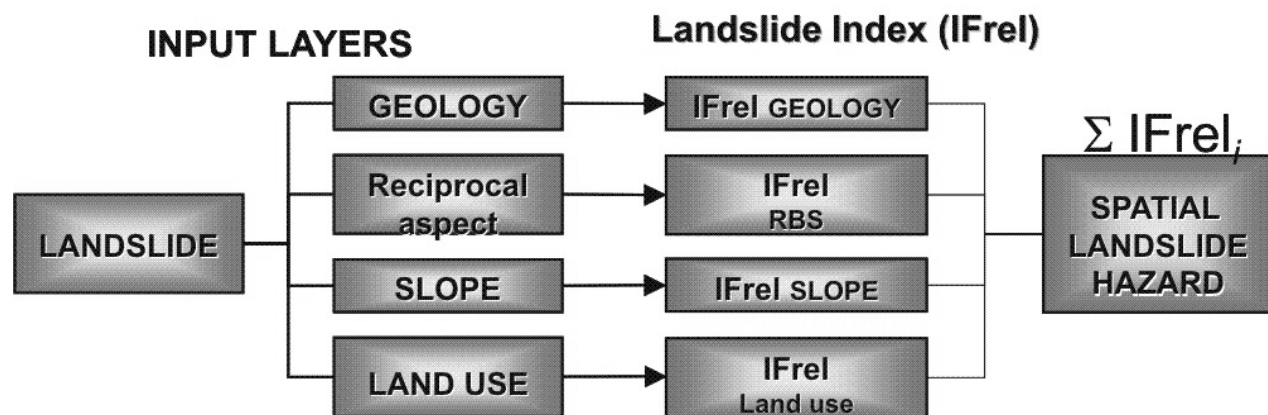 INPUT LAYERS
Landslide Index (IFrel)
LANDSLIDE
GEOLOGY
Reciprocal
aspect
SLOPE
LAND USE
IFrel GEOLOGY
IFrel
RBS
IFrel SLOPE
IFrel
Land use
Σ IFrelᵢ
SPATIAL
LANDSLIDE
HAZARD